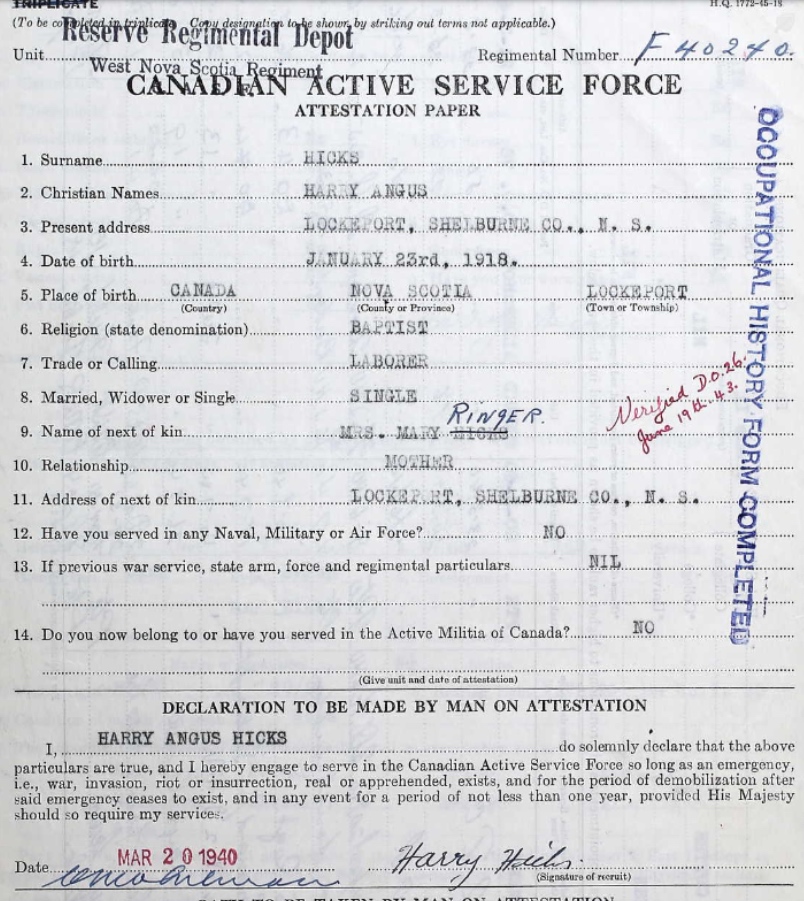 TRIPLICATE
H.Q. 1772-45-18
(To be completed in triplicate. Copy designation to be shown, by striking out terms not applicable.)
Reserve Regimental Depot
Unit
Regimental Number F 40240.
West Nova Scotia Regiment
CANADIAN ACTIVE SERVICE FORCE
ATTESTATION PAPER
1. Surname HICKS
2. Christian Names HARRY ANGUS
3. Present address LOCKEPORT, SHELBURNE CO., N. S.
4. Date of birth JANUARY 23rd, 1918.
5. Place of birth CANADA NOVA SCOTIA LOCKEPORT
(Country) (County or Province) (Town or Township)
6. Religion (state denomination) BAPTIST
7. Trade or Calling LABORER
8. Married, Widower or Single SINGLE
RINGER.
9. Name of next of kin MRS. MARY HICKS
Verified D.O. 26.
June 19th. 43.
10. Relationship MOTHER
11. Address of next of kin LOCKEPORT, SHELBURNE CO., N. S.
12. Have you served in any Naval, Military or Air Force? NO
13. If previous war service, state arm, force and regimental particulars NIL
14. Do you now belong to or have you served in the Active Militia of Canada? NO
(Give unit and date of attestation)
OCCUPATIONAL HISTORY FORM COMPLETED
DECLARATION TO BE MADE BY MAN ON ATTESTATION
I, HARRY ANGUS HICKS do solemnly declare that the above
particulars are true, and I hereby engage to serve in the Canadian Active Service Force so long as an emergency,
i.e., war, invasion, riot or insurrection, real or apprehended, exists, and for the period of demobilization after
said emergency ceases to exist, and in any event for a period of not less than one year, provided His Majesty
should so require my services.
Date MAR 20 1940 Harry Hicks
(Signature of recruit)
OATH TO BE TAKEN BY MAN ON ATTESTATION